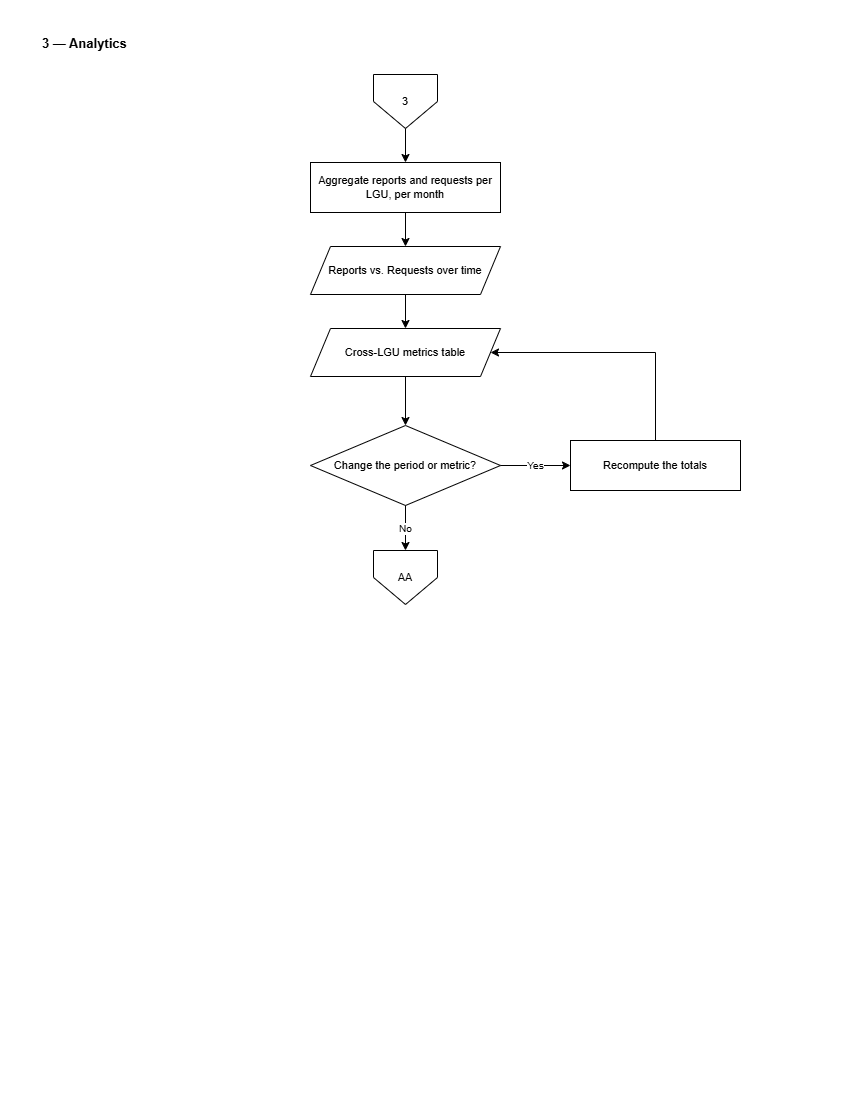 3 — Analytics
3
Aggregate reports and requests per
LGU, per month
Reports vs. Requests over time
Cross-LGU metrics table
Change the period or metric?
Yes
Recompute the totals
No
AA